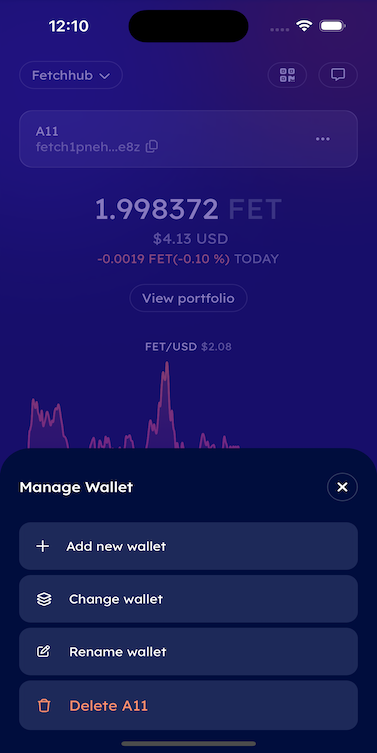 12:10
Fetchhub
A11
fetch1pneh...e8z
1.998372 FET
$4.13 USD
-0.0019 FET(-0.10 %) TODAY
View portfolio
FET/USD $2.08
Manage Wallet
Add new wallet
Change wallet
Rename wallet
Delete A11